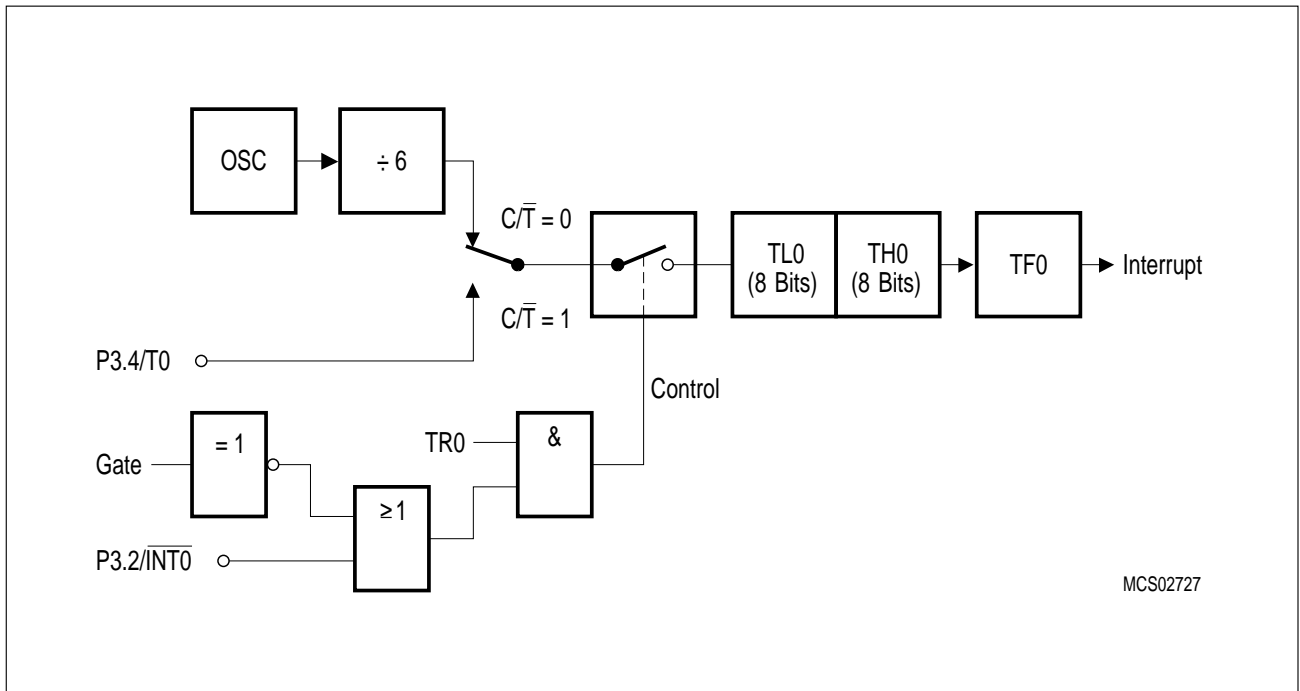 OSC
÷ 6
C/T̅ = 0
TL0
(8 Bits)
TH0
(8 Bits)
TF0
Interrupt
C/T̅ = 1
P3.4/T0
Control
Gate
= 1
TR0
&
≥ 1
P3.2/I̅N̅T̅0̅
MCS02727